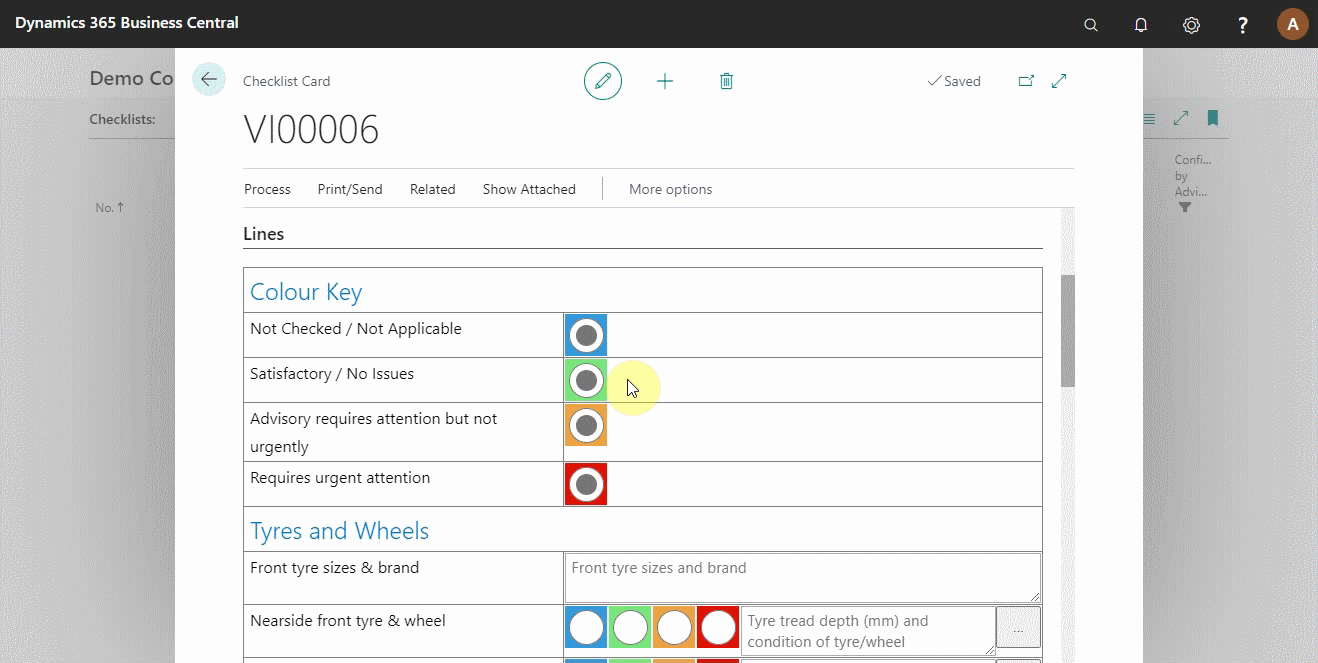 Dynamics 365 Business Central
?
A
Demo Co
Checklist Card
Saved
Checklists:
VI00006
Confi...
by
Advi...
Process
Print/Send
Related
Show Attached
More options
No. ↑
Lines
Colour Key
Not Checked / Not Applicable
Satisfactory / No Issues
Advisory requires attention but not
urgently
Requires urgent attention
Tyres and Wheels
Front tyre sizes & brand
Front tyre sizes and brand
Nearside front tyre & wheel
Tyre tread depth (mm) and
condition of tyre/wheel
...